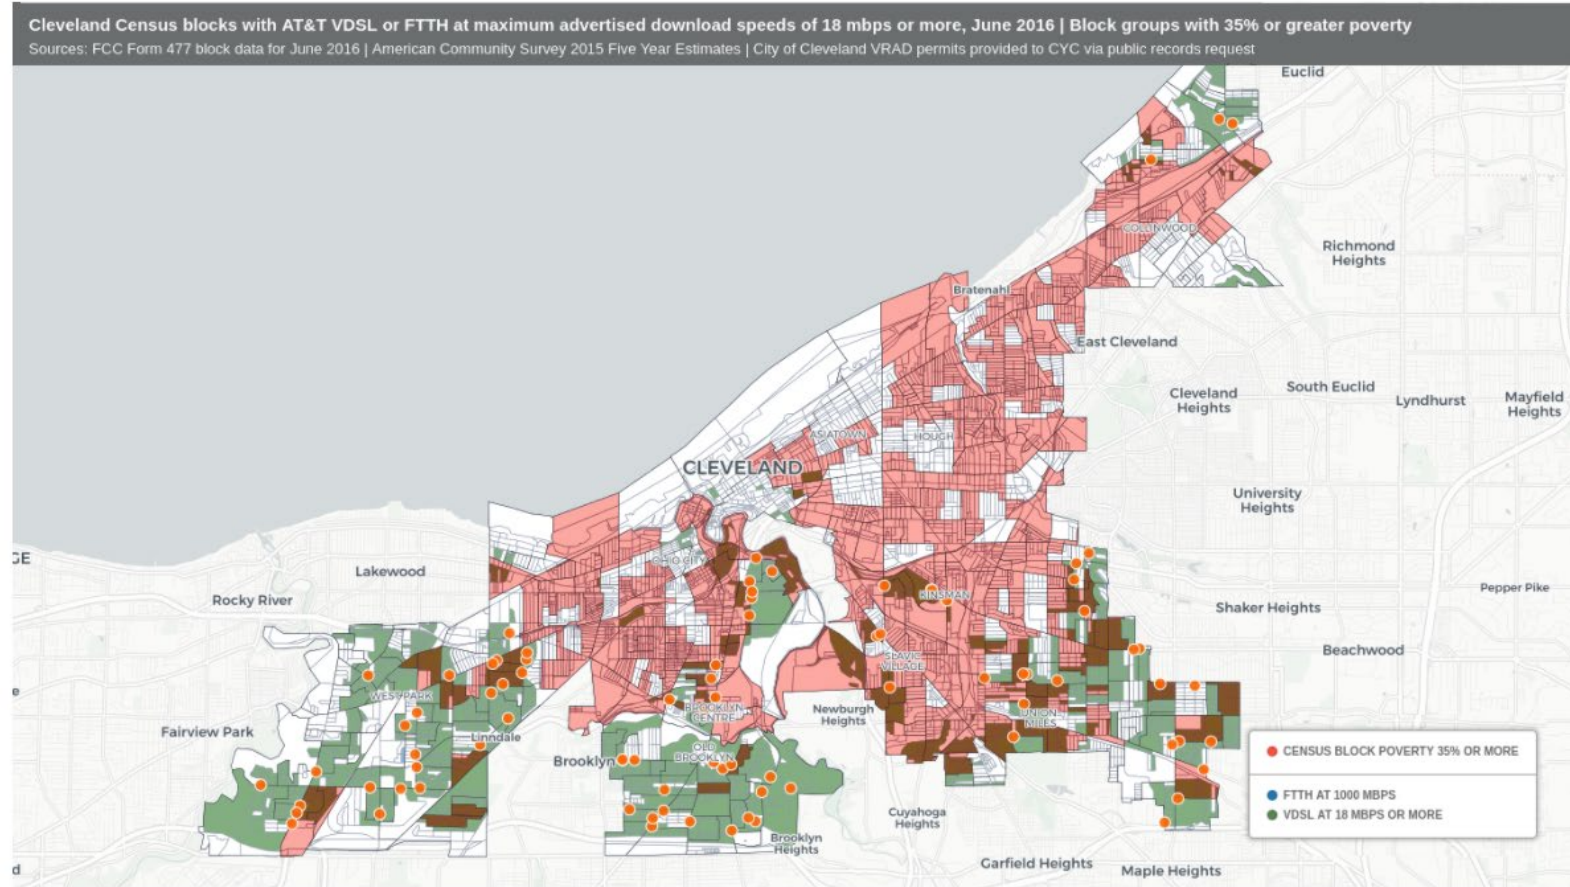 Cleveland Census blocks with AT&T VDSL or FTTH at maximum advertised download speeds of 18 mbps or more, June 2016 | Block groups with 35% or greater poverty
Sources: FCC Form 477 block data for June 2016 | American Community Survey 2015 Five Year Estimates | City of Cleveland VRAD permits provided to CYC via public records request
Euclid
COLLINWOOD
Richmond
Heights
Bratenahl
East Cleveland
Cleveland
Heights
South Euclid
Lyndhurst
Mayfield
Heights
ASIATOWN
HOUGH
CLEVELAND
University
Heights
GE
Lakewood
OHIO CITY
Rocky River
KINSMAN
Pepper Pike
Shaker Heights
Beachwood
SLAVIC
VILLAGE
WEST PARK
BROOKLYN
CENTRE
Newburgh
Heights
UNION
MILES
Fairview Park
Linndale
OLD
BROOKLYN
Brooklyn
CENSUS BLOCK POVERTY 35% OR MORE
FTTH AT 1000 MBPS
VDSL AT 18 MBPS OR MORE
Cuyahoga
Heights
Brooklyn
Heights
Garfield Heights
Maple Heights
e
d